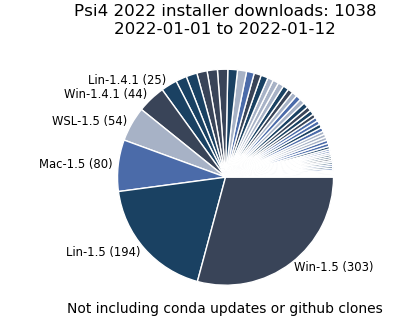 Psi4 2022 installer downloads: 1038
2022-01-01 to 2022-01-12
Lin-1.4.1 (25)
Win-1.4.1 (44)
WSL-1.5 (54)
Mac-1.5 (80)
Lin-1.5 (194)
Win-1.5 (303)
Not including conda updates or github clones